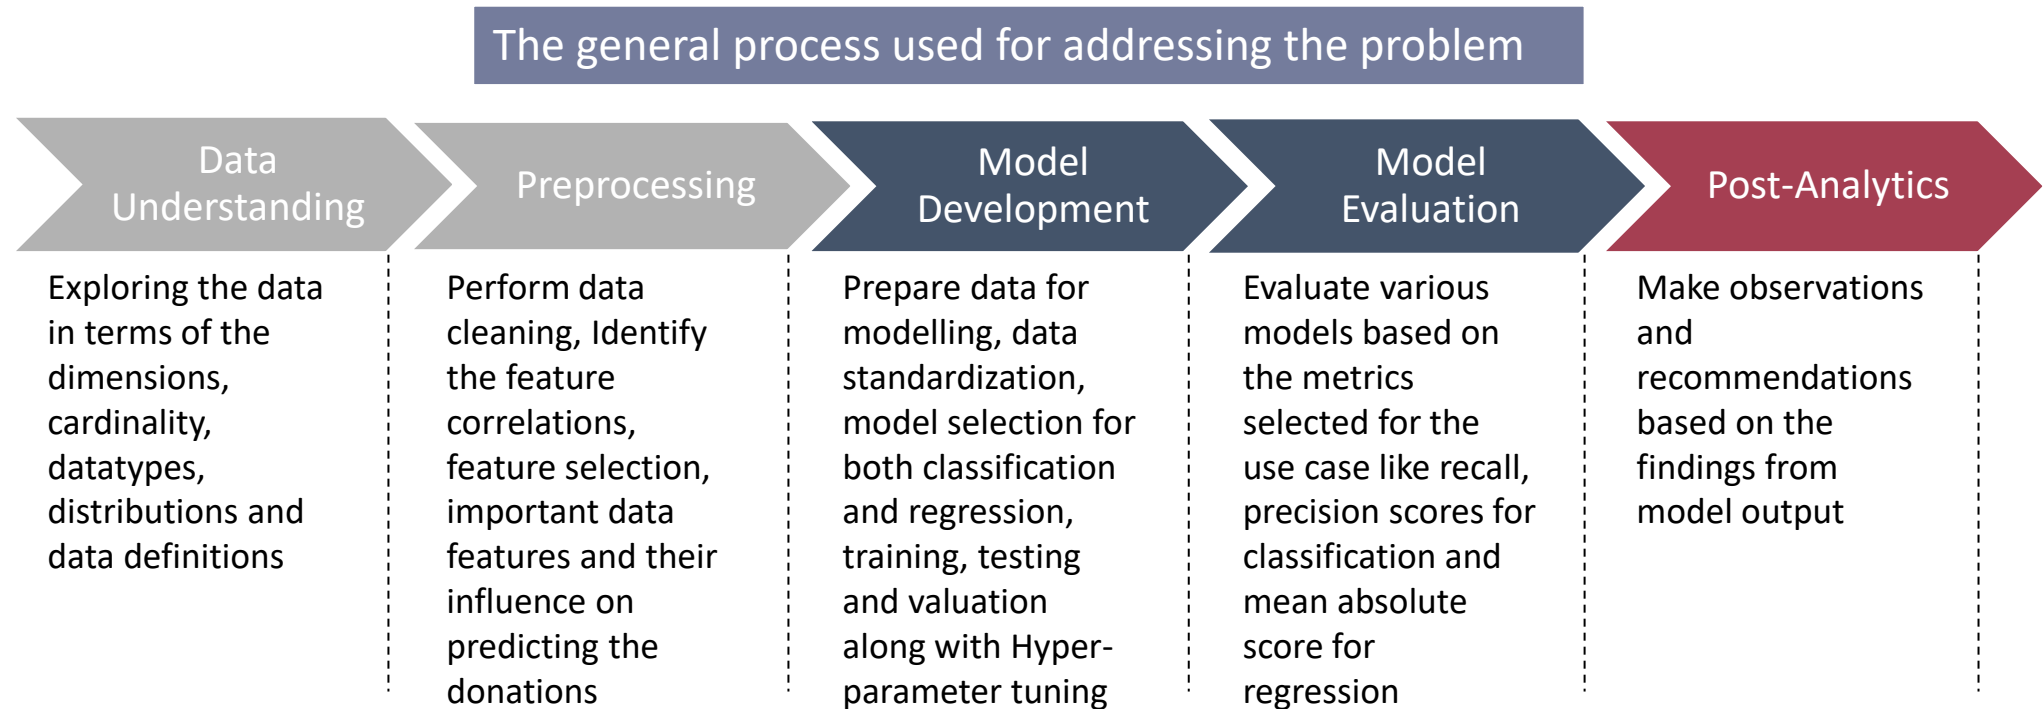 The general process used for addressing the problem
Data
Understanding
Preprocessing
Model
Development
Model
Evaluation
Post-Analytics
Exploring the data
in terms of the
dimensions,
cardinality,
datatypes,
distributions and
data definitions
Perform data
cleaning, Identify
the feature
correlations,
feature selection,
important data
features and their
influence on
predicting the
donations
Prepare data for
modelling, data
standardization,
model selection for
both classification
and regression,
training, testing
and valuation
along with Hyper-
parameter tuning
Evaluate various
models based on
the metrics
selected for the
use case like recall,
precision scores for
classification and
mean absolute
score for
regression
Make observations
and
recommendations
based on the
findings from
model output